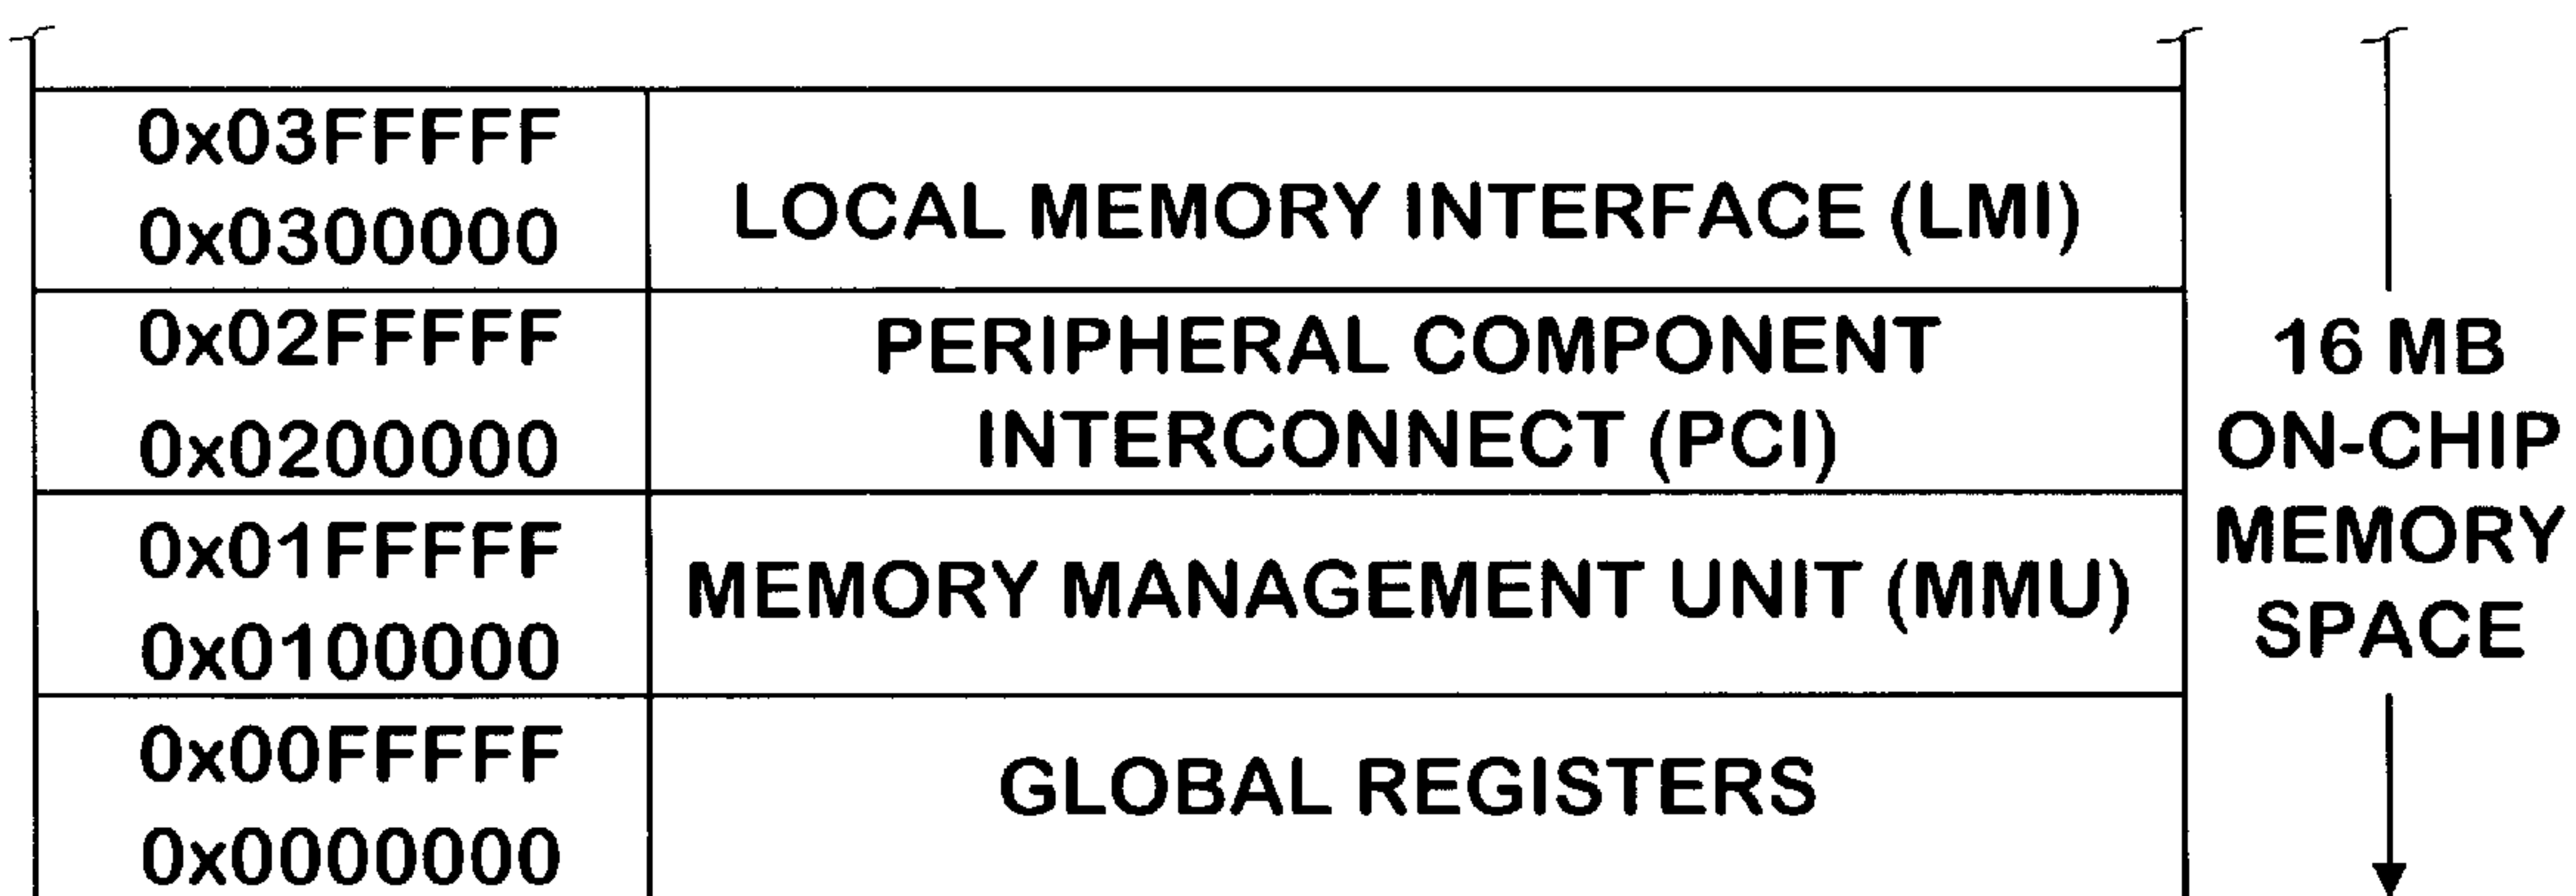 0x03FFFFF
0x0300000
LOCAL MEMORY INTERFACE (LMI)
0x02FFFFF
0x0200000
PERIPHERAL COMPONENT
INTERCONNECT (PCI)
0x01FFFFF
0x0100000
MEMORY MANAGEMENT UNIT (MMU)
0x00FFFFF
0x0000000
GLOBAL REGISTERS
16 MB
ON-CHIP
MEMORY
SPACE